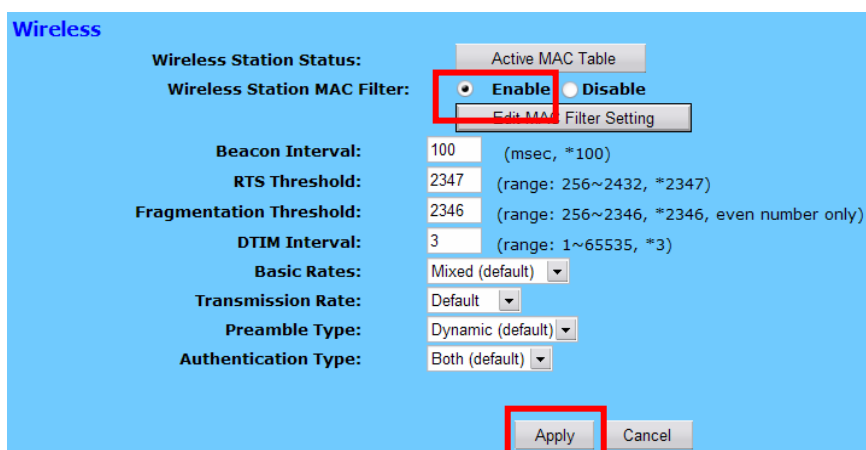 Wireless
Wireless Station Status: Active MAC Table
Wireless Station MAC Filter: Enable Disable
Edit MAC Filter Setting
Beacon Interval: 100 (msec, *100)
RTS Threshold: 2347 (range: 256~2432, *2347)
Fragmentation Threshold: 2346 (range: 256~2346, *2346, even number only)
DTIM Interval: 3 (range: 1~65535, *3)
Basic Rates: Mixed (default)
Transmission Rate: Default
Preamble Type: Dynamic (default)
Authentication Type: Both (default)
Apply Cancel